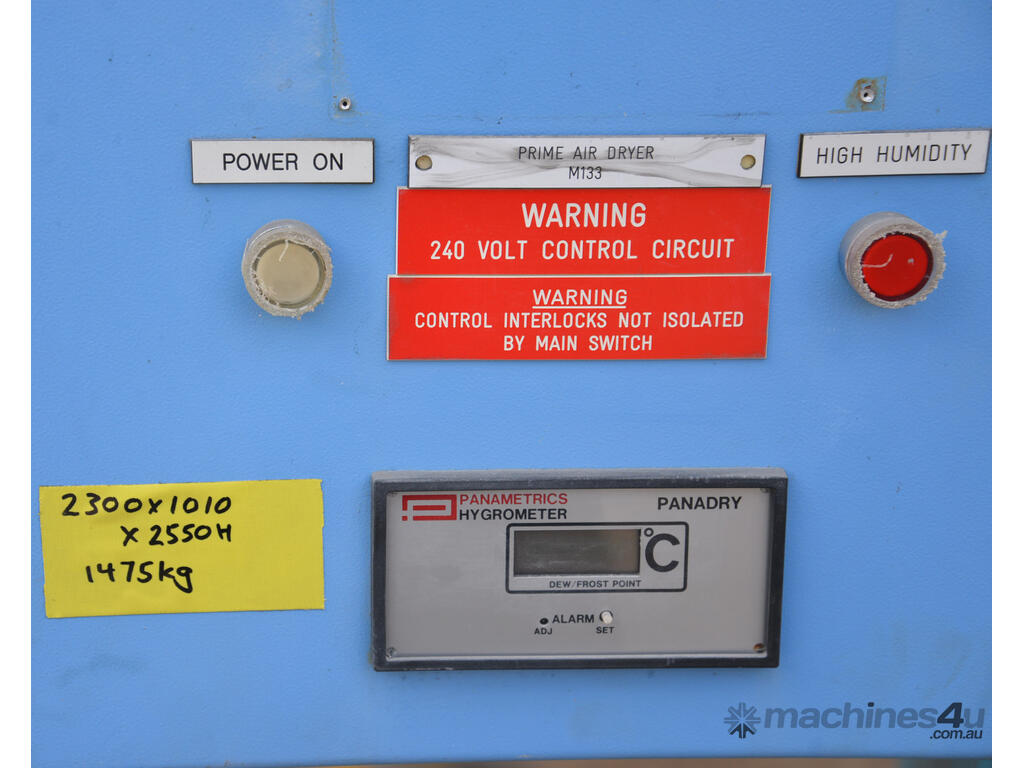 POWER ON
PRIME AIR DRYER
M133
HIGH HUMIDITY
WARNING
240 VOLT CONTROL CIRCUIT
WARNING
CONTROL INTERLOCKS NOT ISOLATED
BY MAIN SWITCH
2300x1010
x 2550H
1475kg
PANAMETRICS
HYGROMETER
PANADRY
°C
DEW/FROST POINT
ALARM
ADJ
SET
machines4u
.com.au